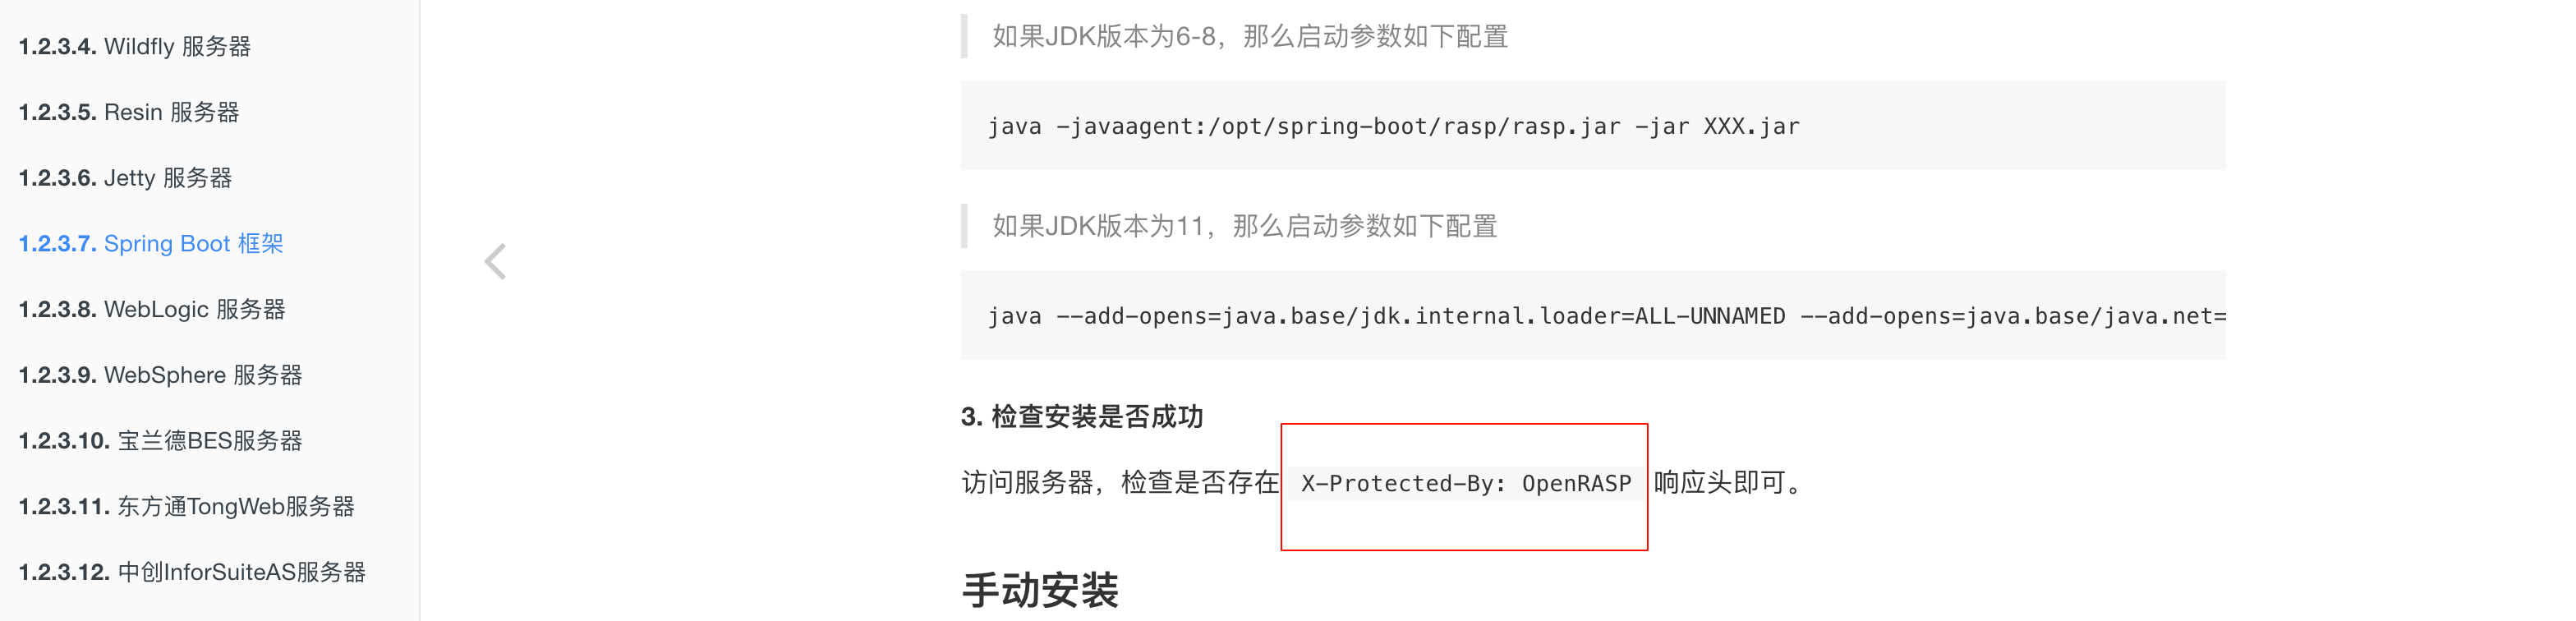 1.2.3.4. Wildfly 服务器
1.2.3.5. Resin 服务器
1.2.3.6. Jetty 服务器
1.2.3.7. Spring Boot 框架
1.2.3.8. WebLogic 服务器
1.2.3.9. WebSphere 服务器
1.2.3.10. 宝兰德BES服务器
1.2.3.11. 东方通TongWeb服务器
1.2.3.12. 中创InforSuiteAS服务器
如果JDK版本为6-8，那么启动参数如下配置
java -javaagent:/opt/spring-boot/rasp/rasp.jar -jar XXX.jar
如果JDK版本为11，那么启动参数如下配置
java --add-opens=java.base/jdk.internal.loader=ALL-UNNAMED --add-opens=java.base/java.net=
3. 检查安装是否成功
访问服务器，检查是否存在 X-Protected-By: OpenRASP 响应头即可。
手动安装